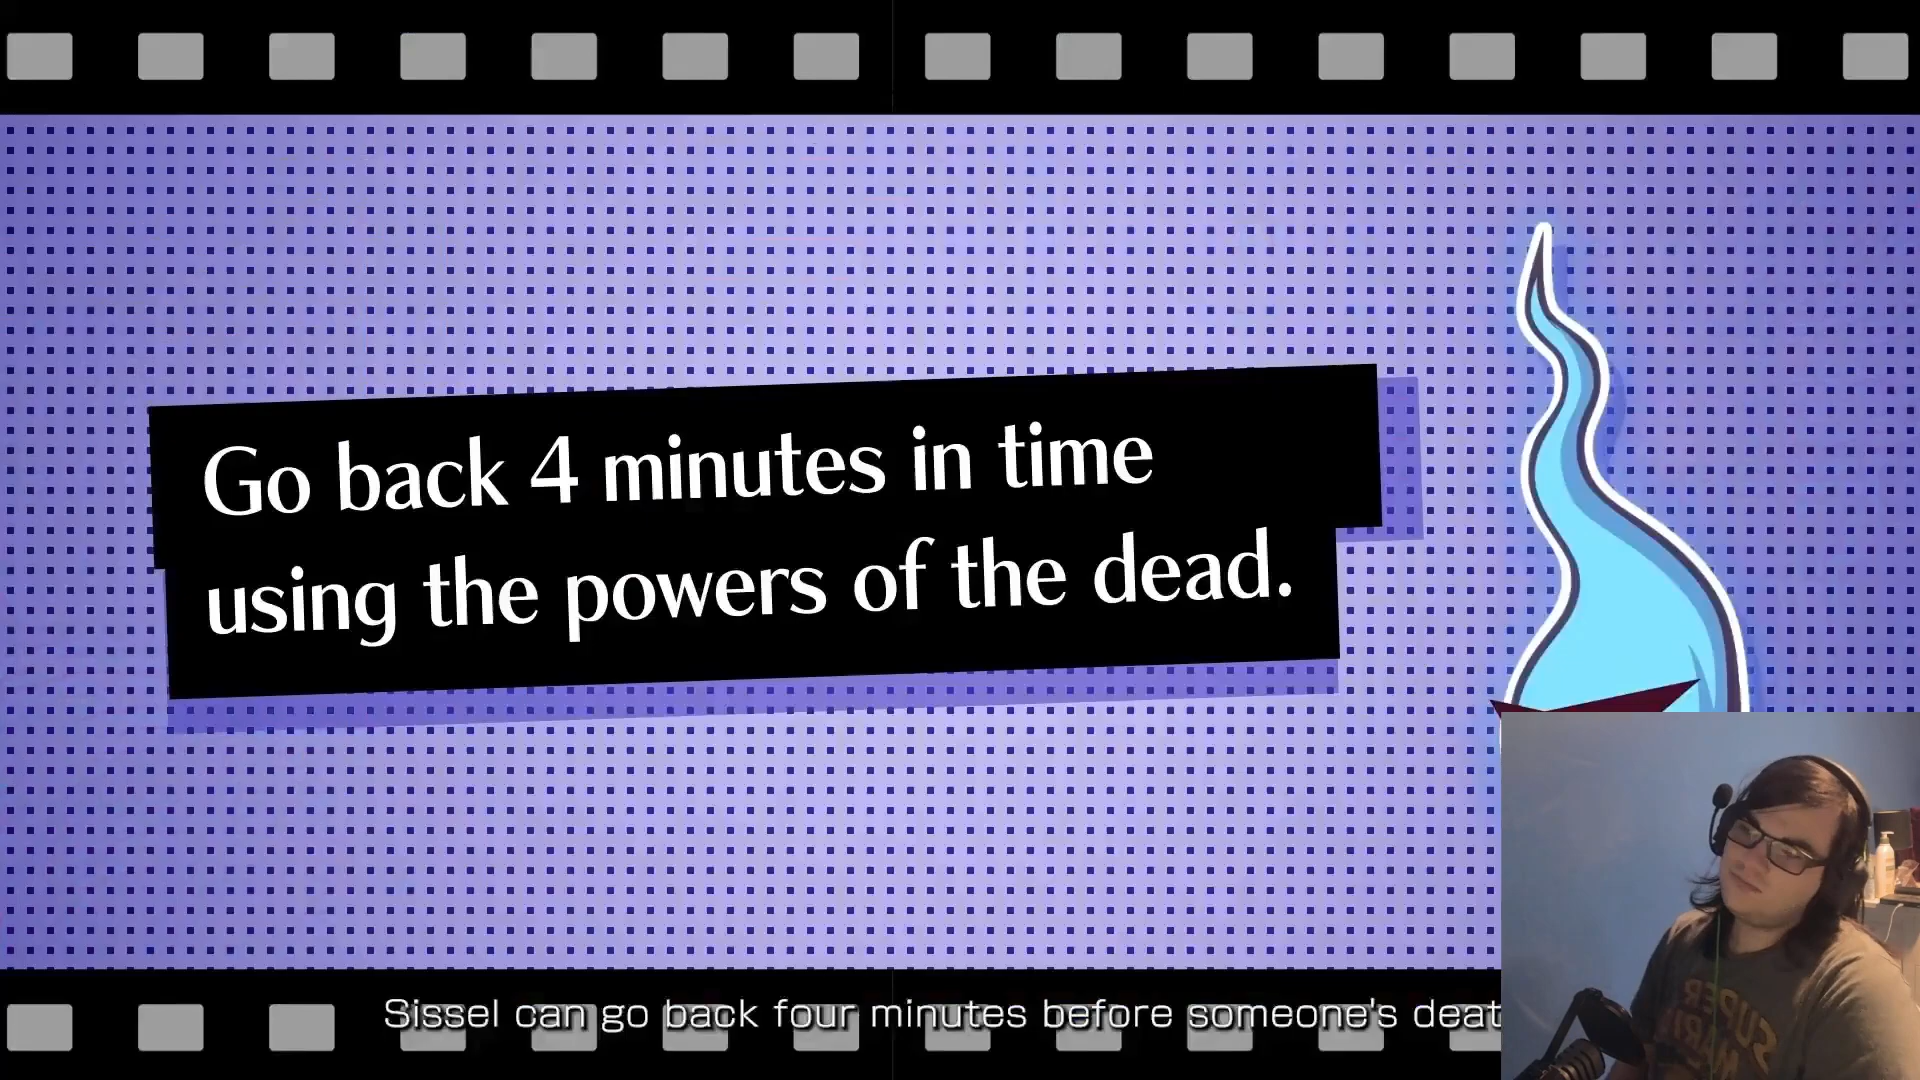 Go back 4 minutes in time
using the powers of the dead.
Sissel can go back four minutes before someone's
SUPER